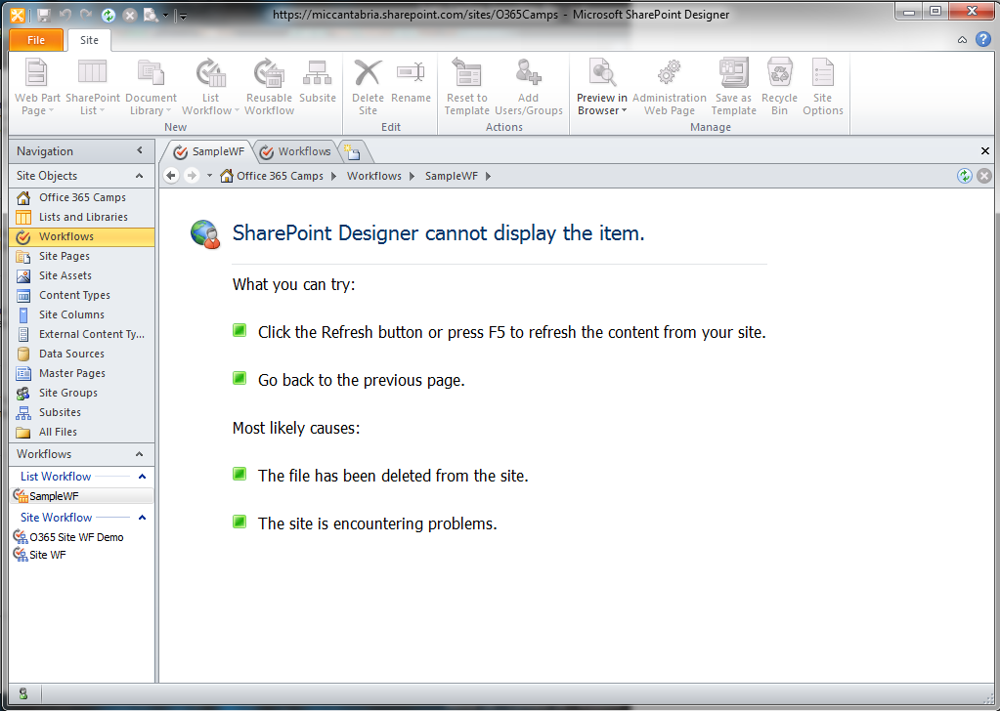 https://miccantabria.sharepoint.com/sites/O365Camps - Microsoft SharePoint Designer
File
Site
Web Part Page
SharePoint List
Document Library
List Workflow
Reusable Workflow
Subsite
New
Delete Site
Rename
Edit
Reset to Template
Add Users/Groups
Actions
Preview in Browser
Administration Web Page
Save as Template
Recycle Bin
Site Options
Manage
Navigation
Site Objects
Office 365 Camps
Lists and Libraries
Workflows
Site Pages
Site Assets
Content Types
Site Columns
External Content Ty...
Data Sources
Master Pages
Site Groups
Subsites
All Files
Workflows
List Workflow
SampleWF
Site Workflow
O365 Site WF Demo
Site WF
SampleWF
Workflows
Office 365 Camps
Workflows
SampleWF
SharePoint Designer cannot display the item.
What you can try:
Click the Refresh button or press F5 to refresh the content from your site.
Go back to the previous page.
Most likely causes:
The file has been deleted from the site.
The site is encountering problems.